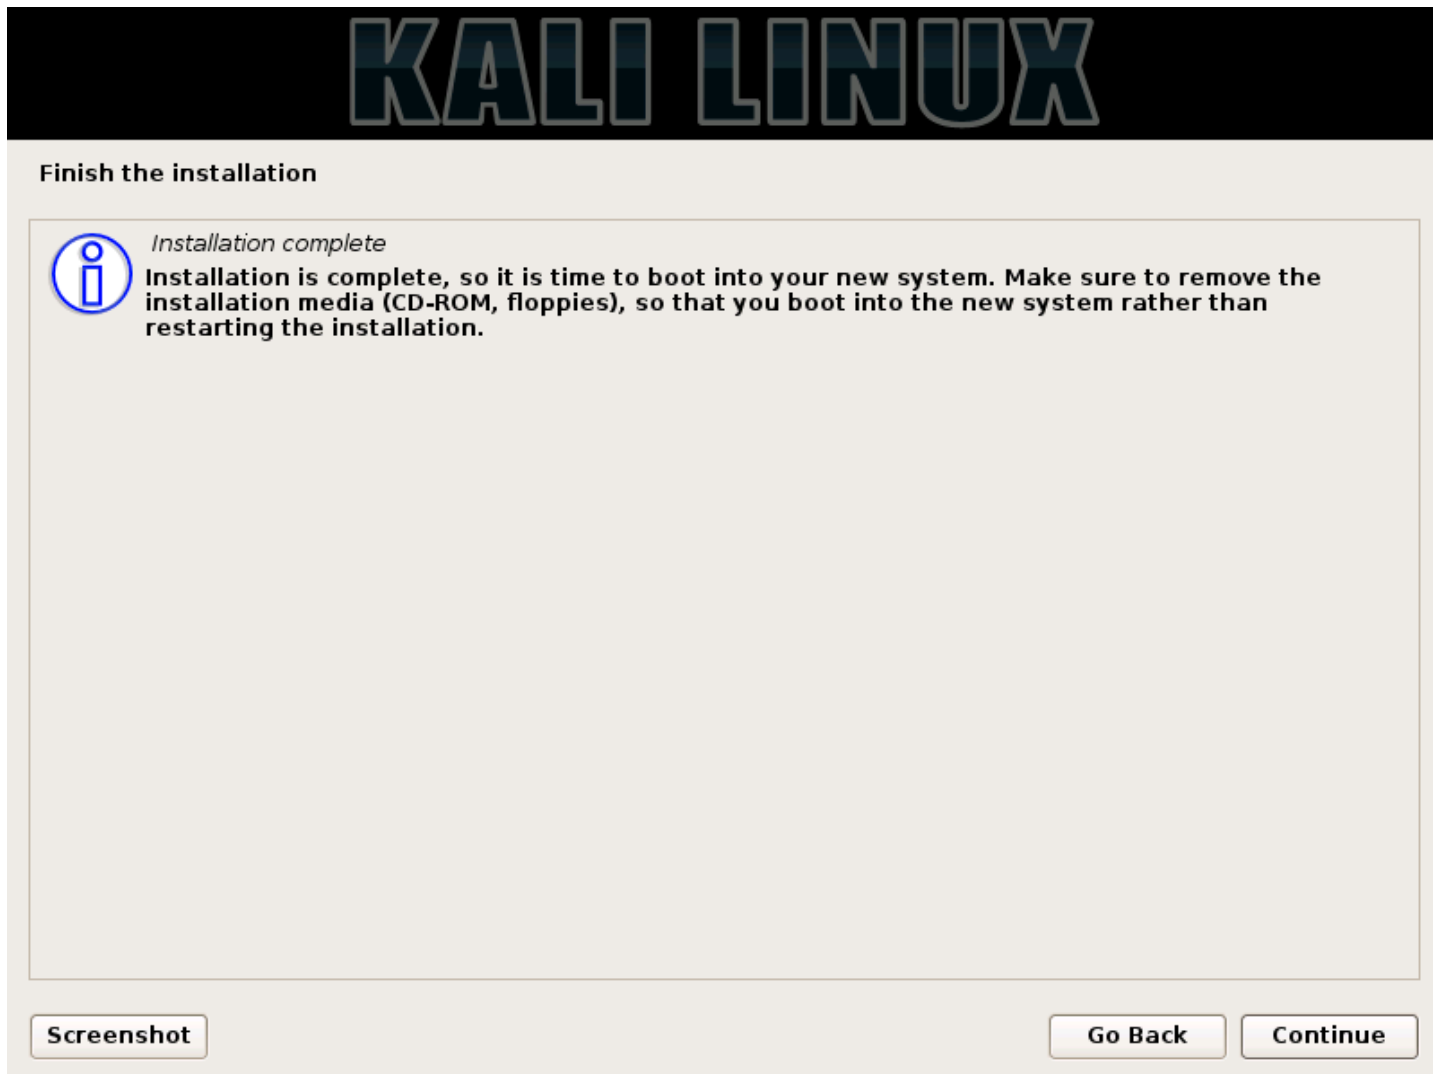 KALI LINUX
Finish the installation
Installation complete
Installation is complete, so it is time to boot into your new system. Make sure to remove the
installation media (CD-ROM, floppies), so that you boot into the new system rather than
restarting the installation.
Screenshot
Go Back
Continue